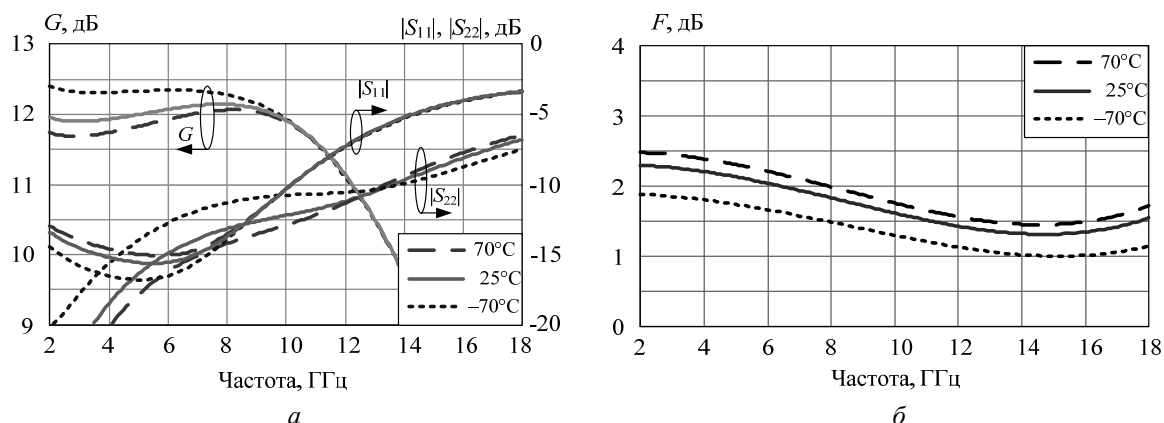 G, дБ
|S11|, |S22|, дБ
13
12
11
10
9
0
-5
-10
-15
-20
|S11|
G
|S22|
70°C
25°C
–70°C
2 4 6 8 10 12 14 16 18
Частота, ГГц
а
F, дБ
4
3
2
1
0
70°C
25°C
–70°C
2 4 6 8 10 12 14 16 18
Частота, ГГц
б